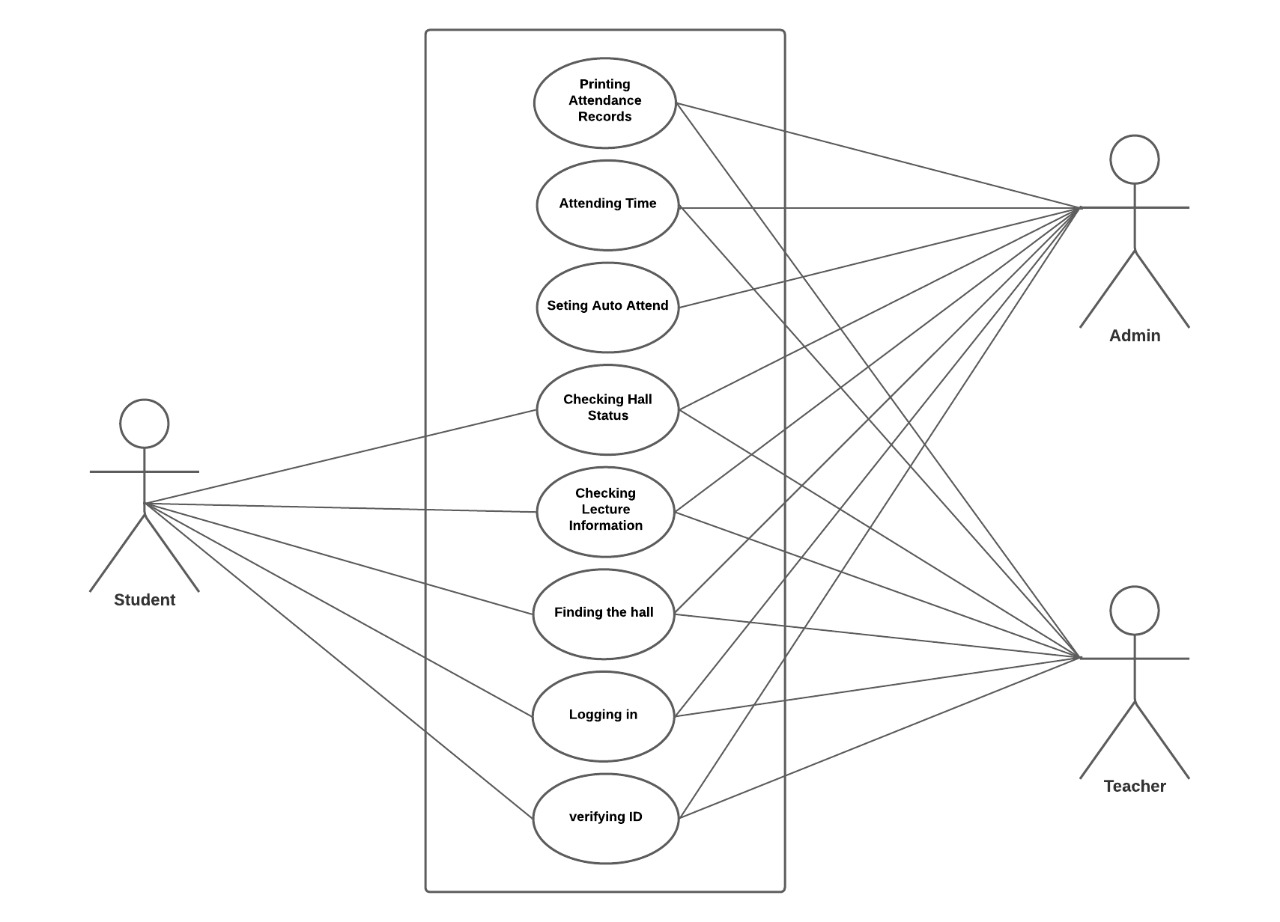 Printing
Attendance
Records
Attending Time
Seting Auto Attend
Checking Hall
Status
Checking
Lecture
Information
Finding the hall
Logging in
verifying ID
Student
Admin
Teacher